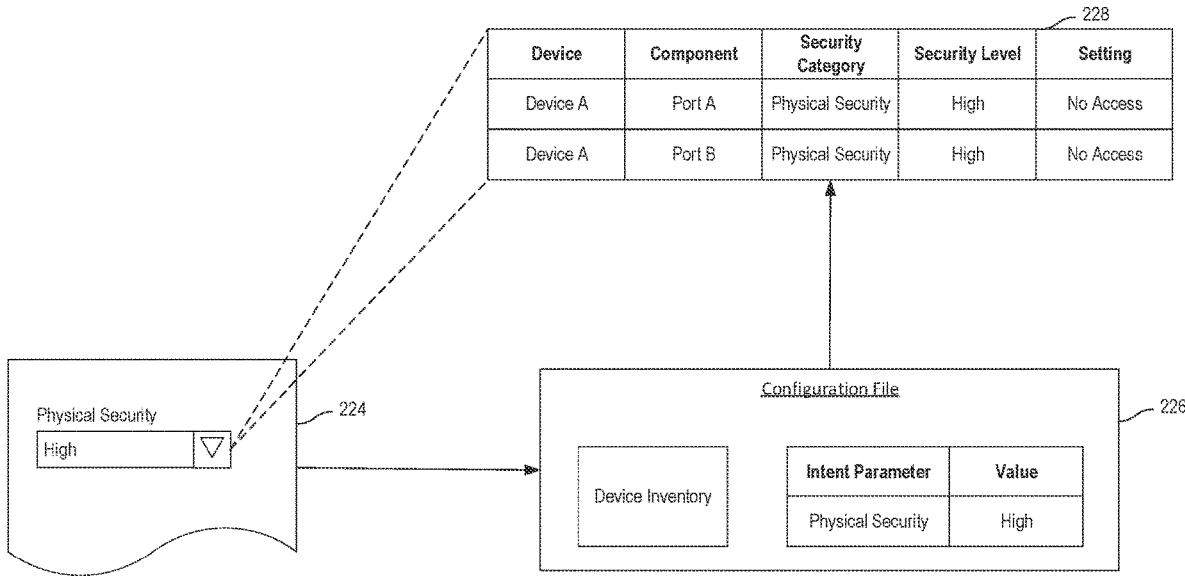 228
Device Component Security Category Security Level Setting
Device A Port A Physical Security High No Access
Device A Port B Physical Security High No Access
Physical Security
High
224
Configuration File
226
Device Inventory
Intent Parameter Value
Physical Security High